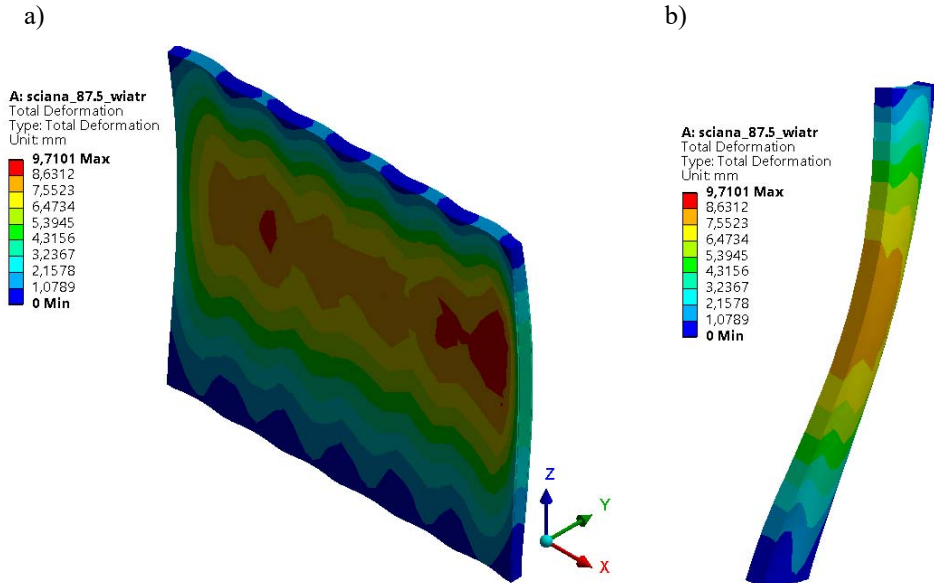 a)
b)
A: sciana_87.5_wiatr
Total Deformation
Type: Total Deformation
Unit: mm
9,7101 Max
8,6312
7,5523
6,4734
5,3945
4,3156
3,2367
2,1578
1,0789
0 Min
Z
Y
X
A: sciana_87.5_wiatr
Total Deformation
Type: Total Deformation
Unit: mm
9,7101 Max
8,6312
7,5523
6,4734
5,3945
4,3156
3,2367
2,1578
1,0789
0 Min